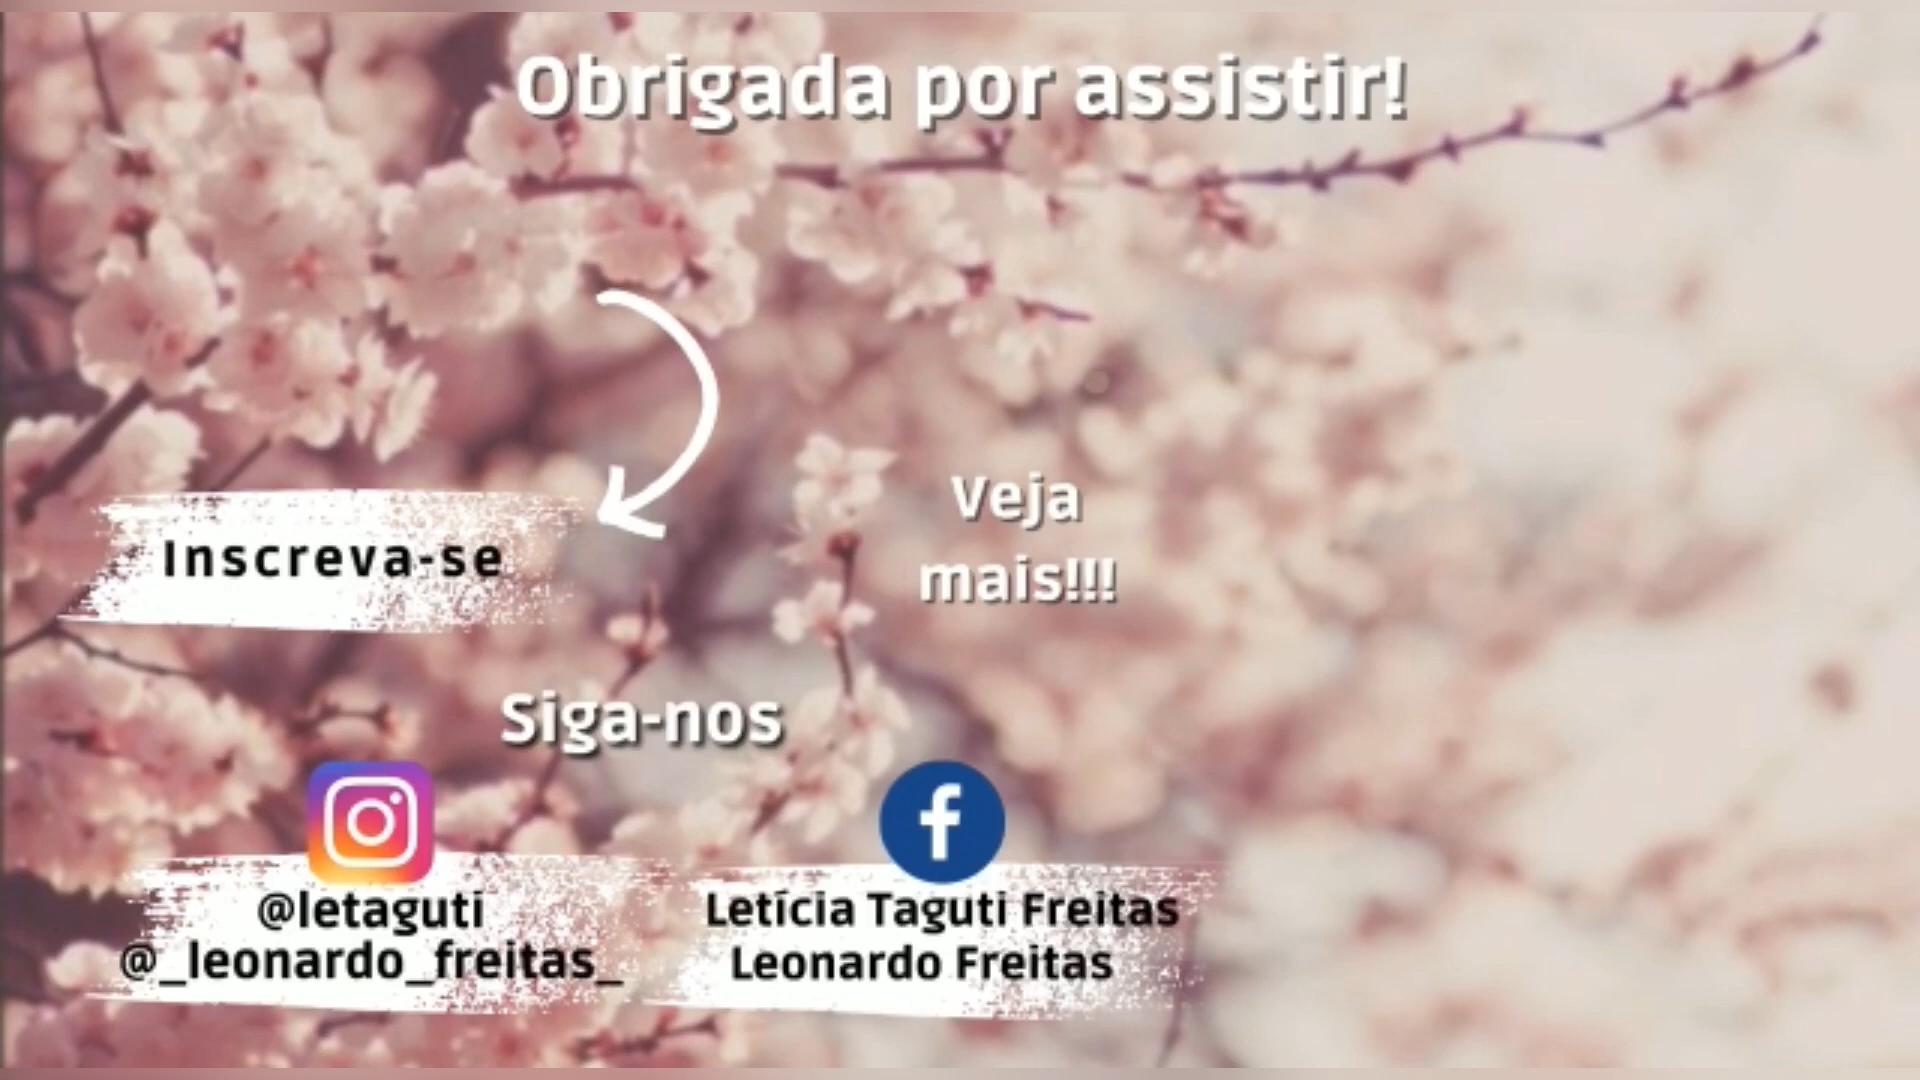 Obrigada por assistir!
Inscreva-se
Veja
mais!!!
Siga-nos
@letaguti
@_leonardo_freitas_
Letícia Taguti Freitas
Leonardo Freitas